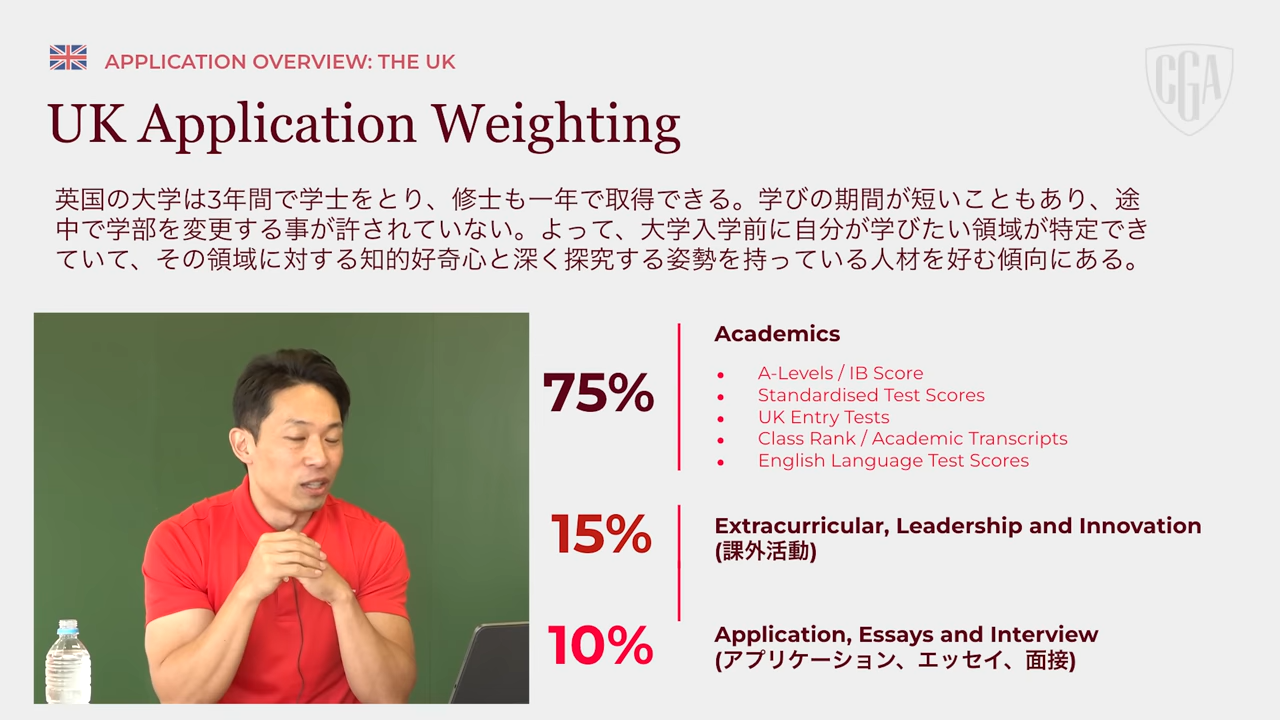 APPLICATION OVERVIEW: THE UK
CGA
UK Application Weighting
英国の大学は3年間で学士をとり、修士も一年で取得できる。学びの期間が短いこともあり、途
中で学部を変更する事が許されていない。よって、大学入学前に自分が学びたい領域が特定でき
ていて、その領域に対する知的好奇心と深く探究する姿勢を持っている人材を好む傾向にある。
75%
Academics
• A-Levels / IB Score
• Standardised Test Scores
• UK Entry Tests
• Class Rank / Academic Transcripts
• English Language Test Scores
15%
Extracurricular, Leadership and Innovation
(課外活動)
10%
Application, Essays and Interview
(アプリケーション、エッセイ、面接)